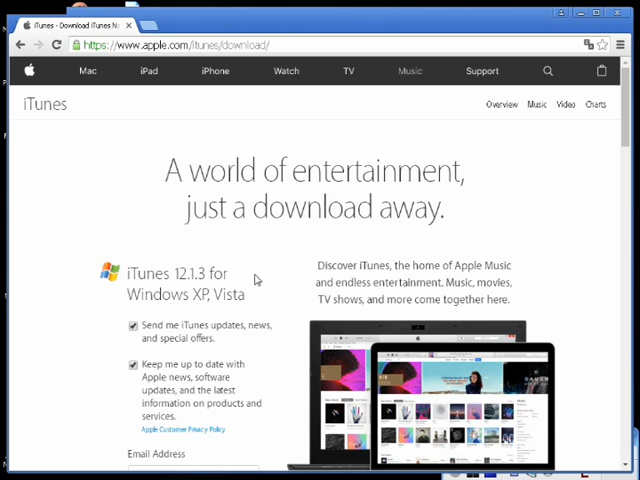 iTunes - Download iTunes N
https://www.apple.com/itunes/download/
Mac iPad iPhone Watch TV Music Support
iTunes
Overview Music Video Charts
A world of entertainment,
just a download away.
iTunes 12.1.3 for
Windows XP, Vista
Send me iTunes updates, news,
and special offers.
Keep me up to date with
Apple news, software
updates, and the latest
information on products and
services.
Apple Customer Privacy Policy
Email Address
Discover iTunes, the home of Apple Music
and endless entertainment. Music, movies,
TV shows, and more come together here.